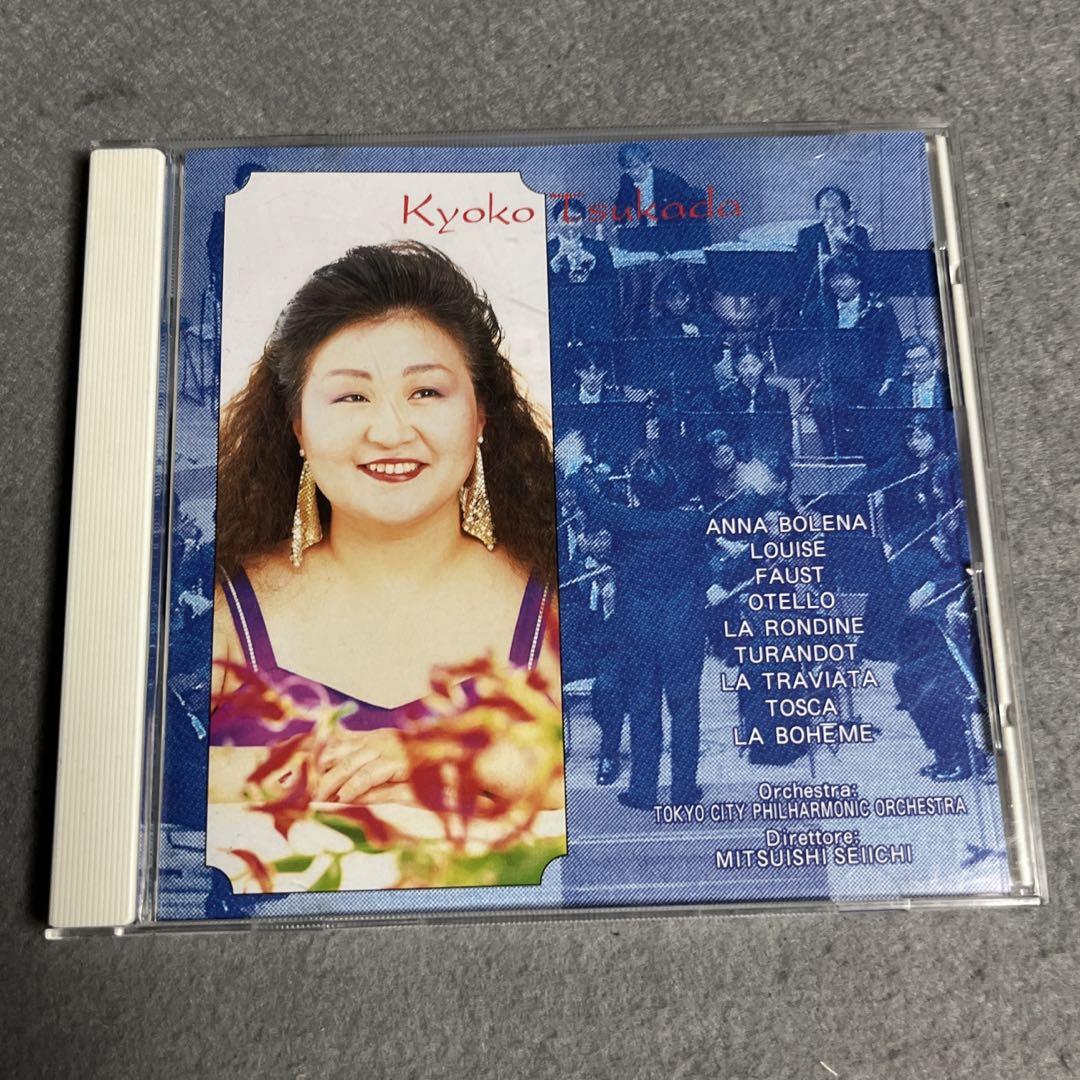 Kyoko Tsukada
ANNA BOLENA
LOUISE
FAUST
OTELLO
LA RONDINE
TURANDOT
LA TRAVIATA
TOSCA
LA BOHEME
Orchestra:
TOKYO CITY PHILHARMONIC ORCHESTRA
Direttore:
MITSUISHI SEIICHI